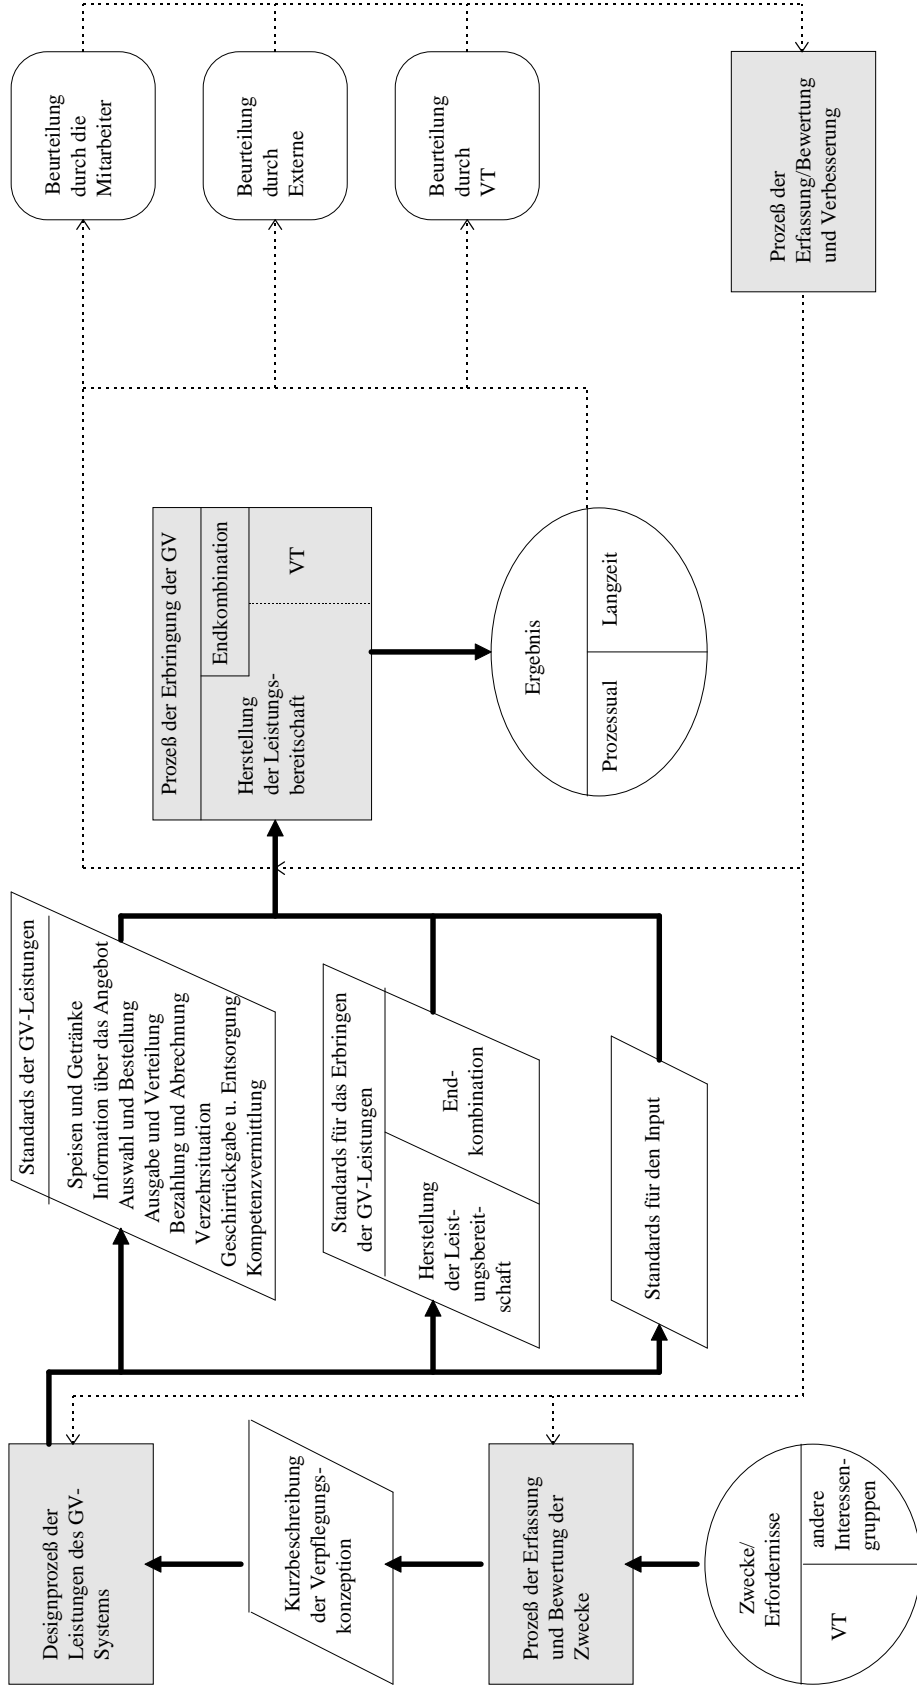 Designprozeß der
Leistungen des GV-
Systems
Kurzbeschreibung
der Verpflegungs-
konzeption
Prozeß der Erfassung
und Bewertung der
Zwecke
Zwecke/
Erfordernisse
VT
andere
Interessen-
gruppen
Standards der GV-Leistungen
Speisen und Getränke
Information über das Angebot
Auswahl und Bestellung
Ausgabe und Verteilung
Bezahlung und Abrechnung
Verzehrsituation
Geschirrückgabe u. Entsorgung
Kompetenzvermittlung
Standards für das Erbringen
der GV-Leistungen
Herstellung
der Leist-
ungsbereit-
schaft
End-
kombination
Standards für den Input
Prozeß der Erbringung der GV
Herstellung
der Leistungs-
bereitschaft
Endkombination
VT
Ergebnis
Prozessual
Langzeit
Beurteilung
durch die
Mitarbeiter
Beurteilung
durch
Externe
Beurteilung
durch
VT
Prozeß der
Erfassung/Bewertung
und Verbesserung